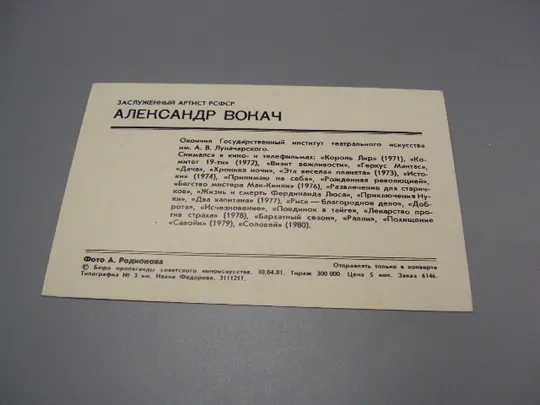 ЗАСЛУЖЕННЫЙ АРТИСТ РСФСР
АЛЕКСАНДР ВОКАЧ
Окончил Государственный институт театрального искусства
им. А. В. Луначарского.
Снимался в кино- и телефильмах: «Король Лир» (1971), «Ко-
митет 19-ти» (1972), «Визит вежливости», «Геркус Мантас»,
«Дача», «Хроника ночи», «Эта весела» планета» (1973), «Исто-
ки» (1974), «Принимаю на себя», «Рожденная революцией»,
«Бегство мистера Мак-Кинли» (1976), «Развлечение для старич-
ков», «Жизнь и смерть Фердинанда Люса», «Приключения Ну-
ки», «Два капитана» (1977), «Риск — благородное дело», «Доб-
рота», «Исчезновение», «Поединок в тайге», «Лекарство про-
тив страха» (1978), «Бархатный сезон», «Ралли», «Похищение
«Савойи» (1979), «Соловей» (1980).
Фото А. Родионова
Отправлять только в конверте
© Бюро пропаганды советского киноискусства. 10.04.81. Тираж 300 000. Цена 5 коп. Заказ 6146.
Типография № 3 им. Ивана Федорова. 3111211.